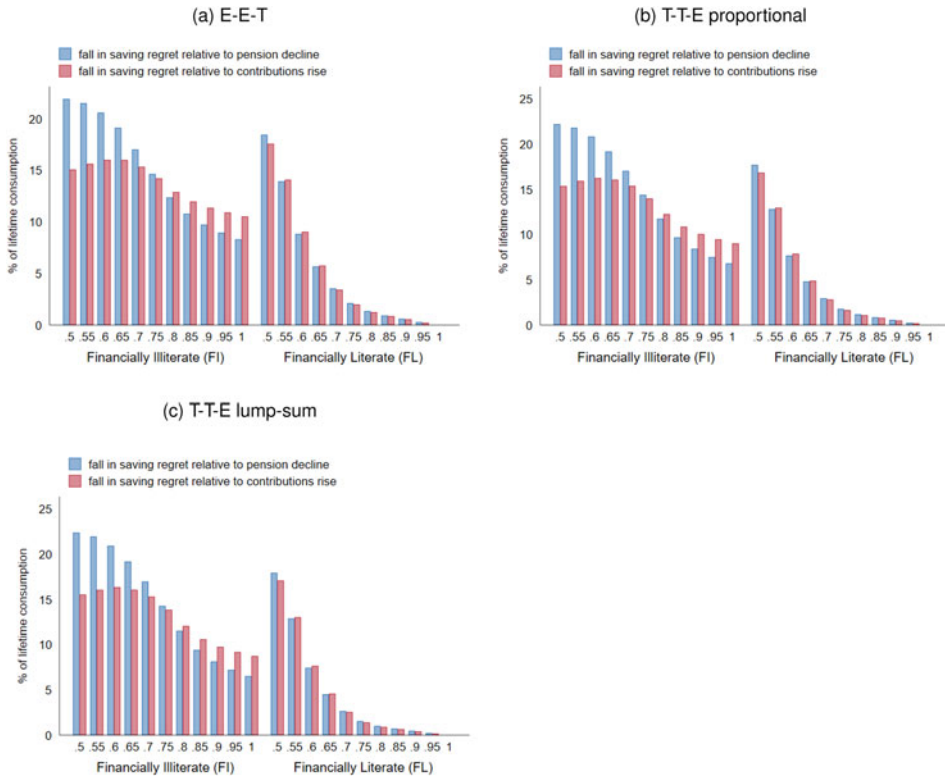 (a) E-E-T
fall in saving regret relative to pension decline
fall in saving regret relative to contributions rise
% of lifetime consumption
20
15
10
5
0
.5 .55 .6 .65 .7 .75 .8 .85 .9 .95 1
.5 .55 .6 .65 .7 .75 .8 .85 .9 .95 1
Financially Illiterate (FI)
Financially Literate (FL)
(b) T-T-E proportional
fall in saving regret relative to pension decline
fall in saving regret relative to contributions rise
% of lifetime consumption
25
20
15
10
5
0
.5 .55 .6 .65 .7 .75 .8 .85 .9 .95 1
.5 .55 .6 .65 .7 .75 .8 .85 .9 .95 1
Financially Illiterate (FI)
Financially Literate (FL)
(c) T-T-E lump-sum
fall in saving regret relative to pension decline
fall in saving regret relative to contributions rise
% of lifetime consumption
25
20
15
10
5
0
.5 .55 .6 .65 .7 .75 .8 .85 .9 .95 1
.5 .55 .6 .65 .7 .75 .8 .85 .9 .95 1
Financially Illiterate (FI)
Financially Literate (FL)